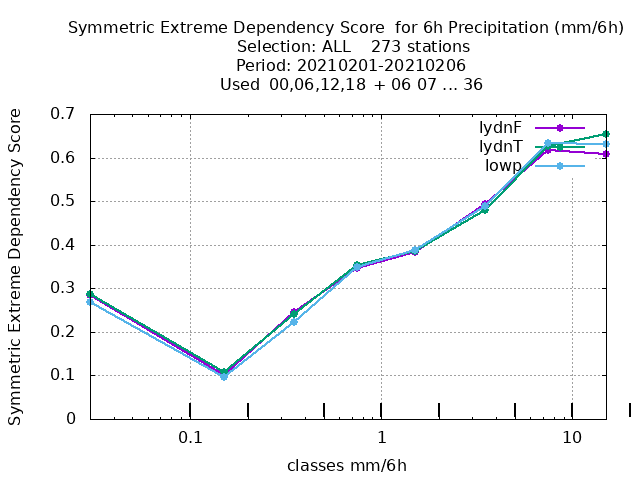 Symmetric Extreme Dependency Score for 6h Precipitation (mm/6h)
Selection: ALL 273 stations
Period: 20210201-20210206
Used 00,06,12,18 + 06 07 ... 36
Symmetric Extreme Dependency Score
0.7
0.6
0.5
0.4
0.3
0.2
0.1
0
lydnF
lydnT
lowp
0.1 1 10
classes mm/6h